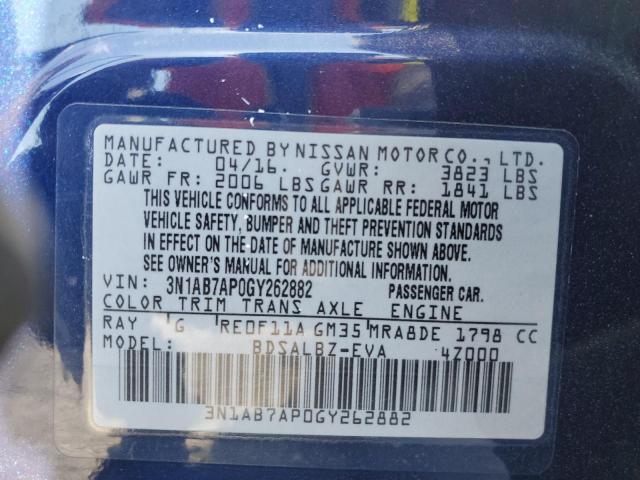 MANUFACTURED BY NISSAN MOTOR CO., LTD.
DATE: 04/16. GVWR: 3823 LBS
GAWR FR: 2006 LBS GAWR RR: 1841 LBS
THIS VEHICLE CONFORMS TO ALL APPLICABLE FEDERAL MOTOR
VEHICLE SAFETY, BUMPER AND THEFT PREVENTION STANDARDS
IN EFFECT ON THE DATE OF MANUFACTURE SHOWN ABOVE.
SEE OWNER'S MANUAL FOR ADDITIONAL INFORMATION.
VIN: 3N1AB7AP0GY262882 PASSENGER CAR.
COLOR TRIM TRANS AXLE ENGINE
RAY G RE0F11A GM35 MRA8DE 1798 CC
MODEL: BDSALBZ-EVA 4Z000
3N1AB7AP0GY262882